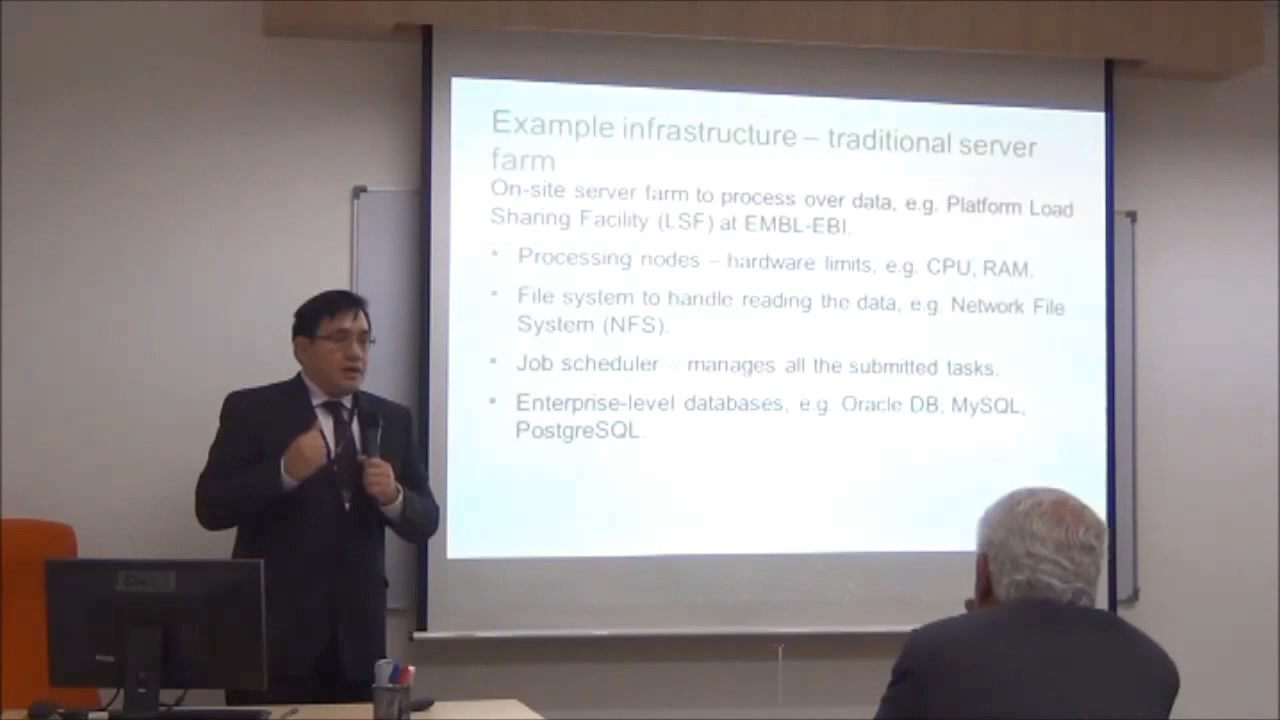 Example infrastructure – traditional server
farm
On-site server farm to process over data, e.g. Platform Load
Sharing Facility (LSF) at EMBL-EBI.
• Processing nodes – hardware limits, e.g. CPU, RAM.
• File system to handle reading the data, e.g. Network File
System (NFS).
• Job scheduler – manages all the submitted tasks.
• Enterprise-level databases, e.g. Oracle DB, MySQL,
PostgreSQL.